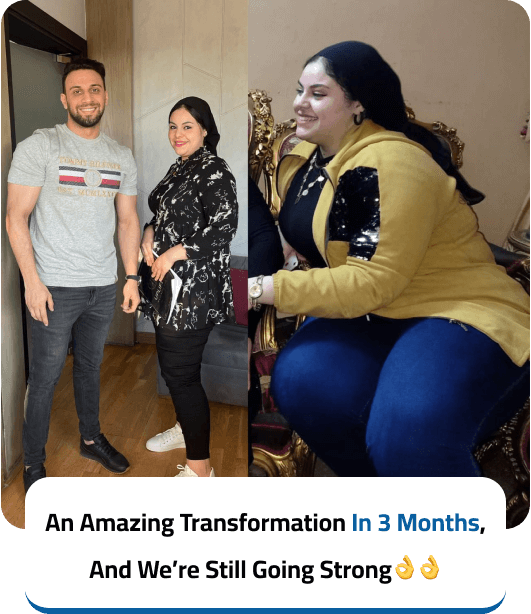 An Amazing Transformation In 3 Months,
And We’re Still Going Strong👌👌